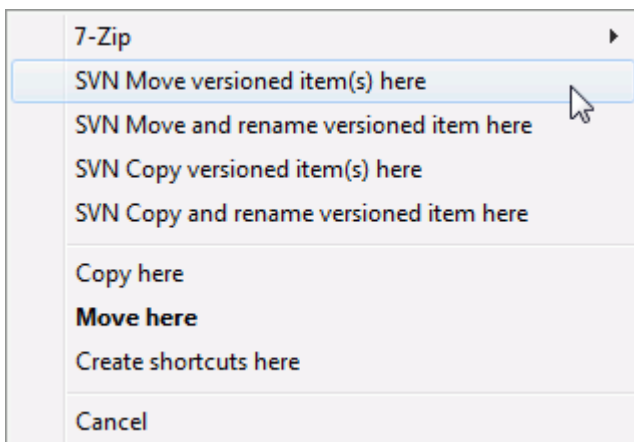 7-Zip
SVN Move versioned item(s) here
SVN Move and rename versioned item here
SVN Copy versioned item(s) here
SVN Copy and rename versioned item here
Copy here
Move here
Create shortcuts here
Cancel